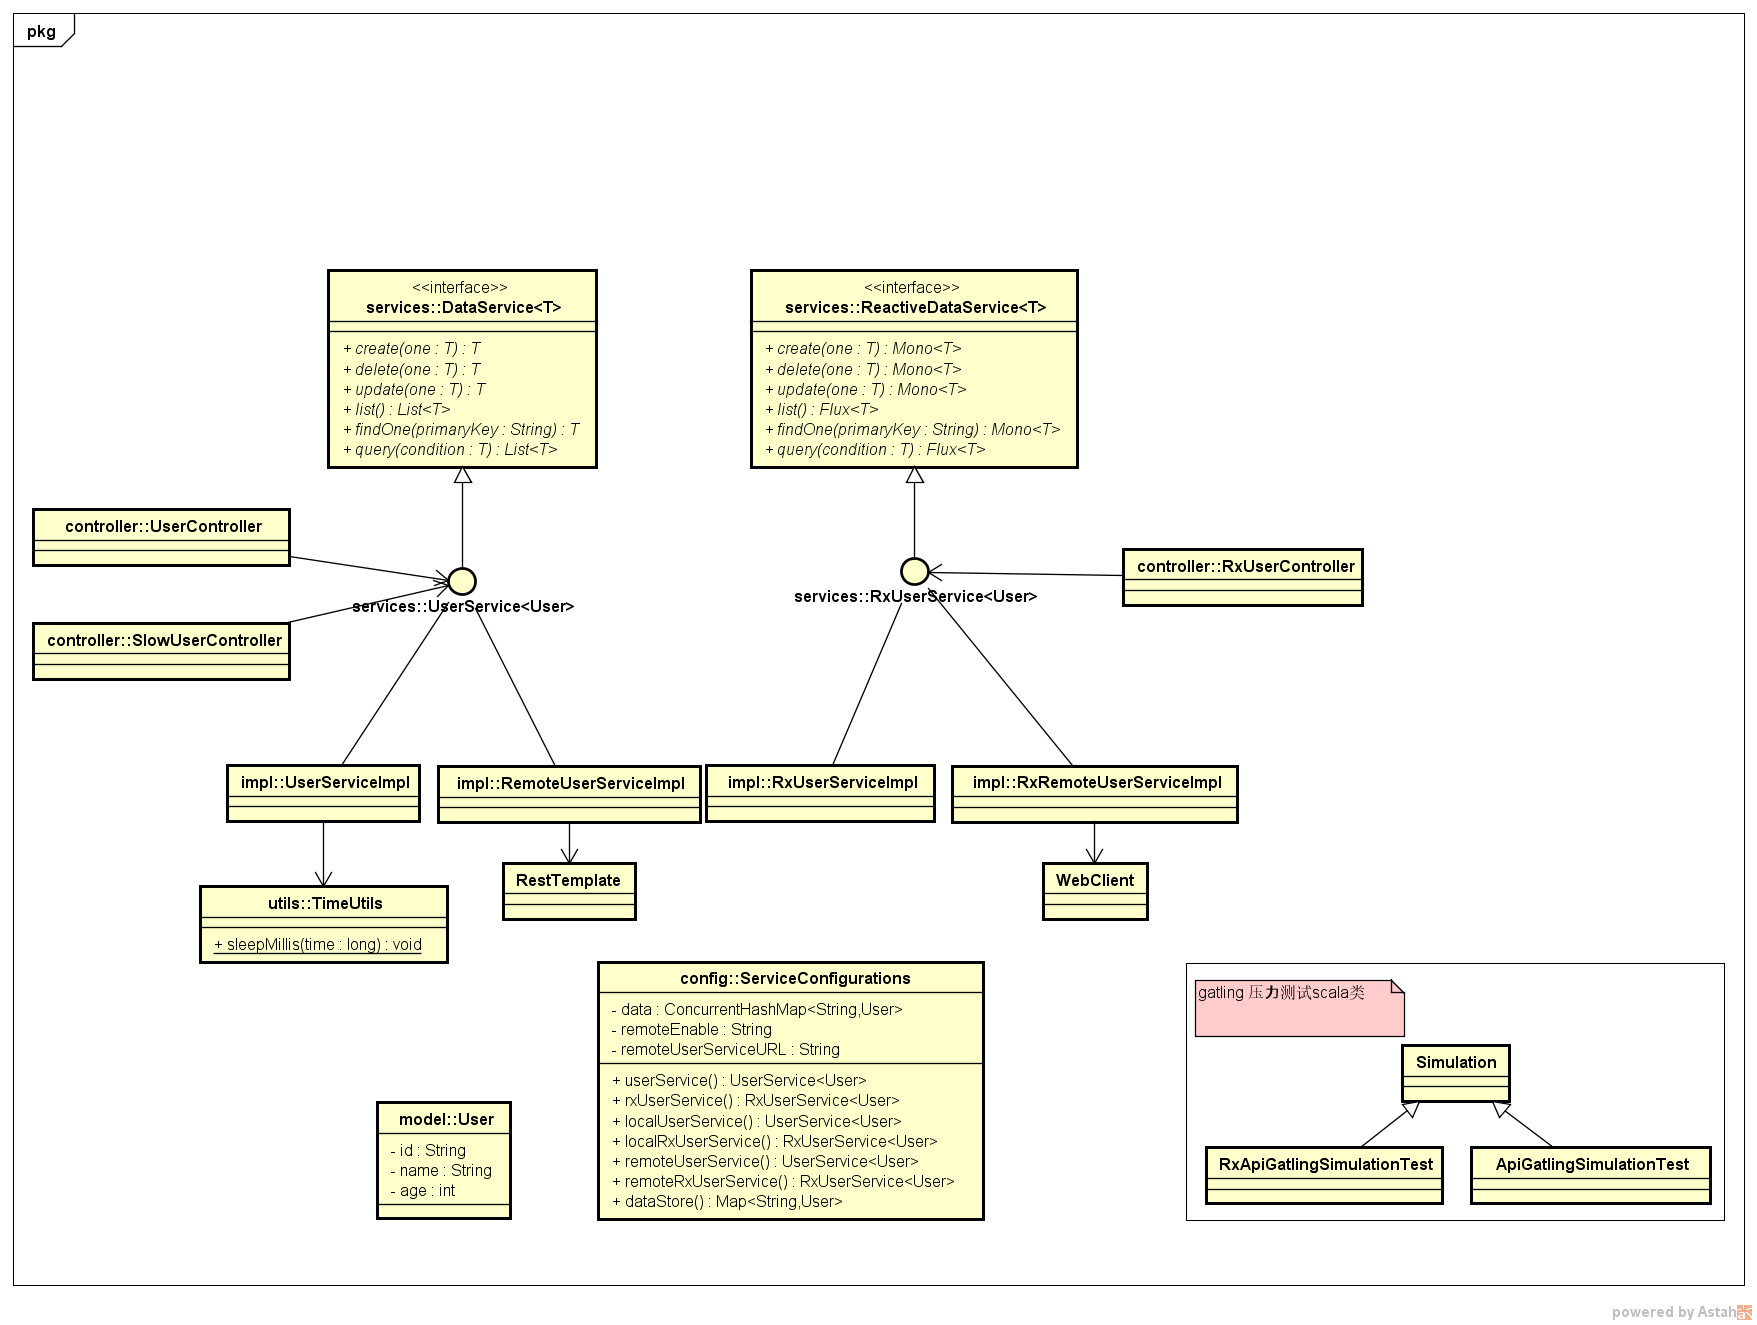 pkg
<<interface>>
services::DataService<T>
+ create(one : T) : T
+ delete(one : T) : T
+ update(one : T) : T
+ list() : List<T>
+ findOne(primaryKey : String) : T
+ query(condition : T) : List<T>
<<interface>>
services::ReactiveDataService<T>
+ create(one : T) : Mono<T>
+ delete(one : T) : Mono<T>
+ update(one : T) : Mono<T>
+ list() : Flux<T>
+ findOne(primaryKey : String) : Mono<T>
+ query(condition : T) : Flux<T>
controller::UserController
controller::SlowUserController
services::UserService<User>
services::RxUserService<User>
controller::RxUserController
impl::UserServiceImpl
impl::RemoteUserServiceImpl
impl::RxUserServiceImpl
impl::RxRemoteUserServiceImpl
utils::TimeUtils
+ sleepMillis(time : long) : void
RestTemplate
WebClient
config::ServiceConfigurations
- data : ConcurrentHashMap<String,User>
- remoteEnable : String
- remoteUserServiceURL : String
+ userService() : UserService<User>
+ rxUserService() : RxUserService<User>
+ localUserService() : UserService<User>
+ localRxUserService() : RxUserService<User>
+ remoteUserService() : UserService<User>
+ remoteRxUserService() : RxUserService<User>
+ dataStore() : Map<String,User>
model::User
- id : String
- name : String
- age : int
gatling 压力测试scala类
Simulation
RxApiGatlingSimulationTest
ApiGatlingSimulationTest
powered by Astah